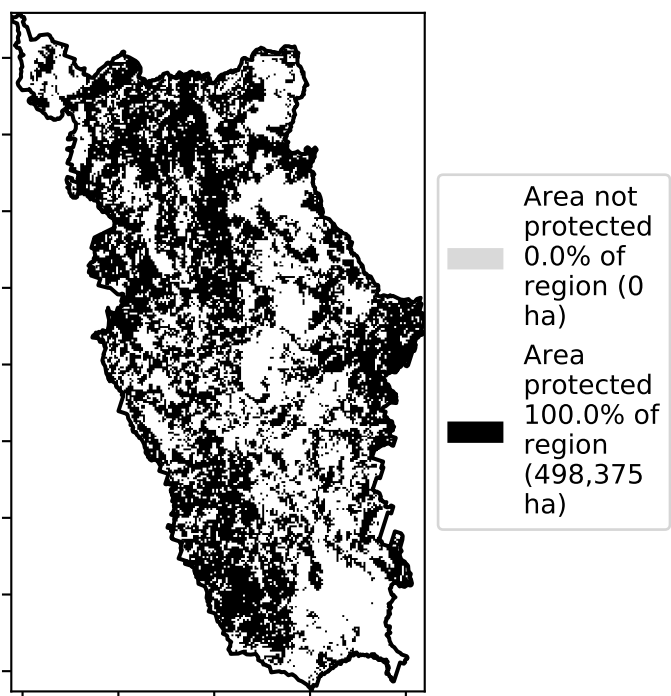 Area not
protected
0.0% of
region (0
ha)
Area
protected
100.0% of
region
(498,375
ha)